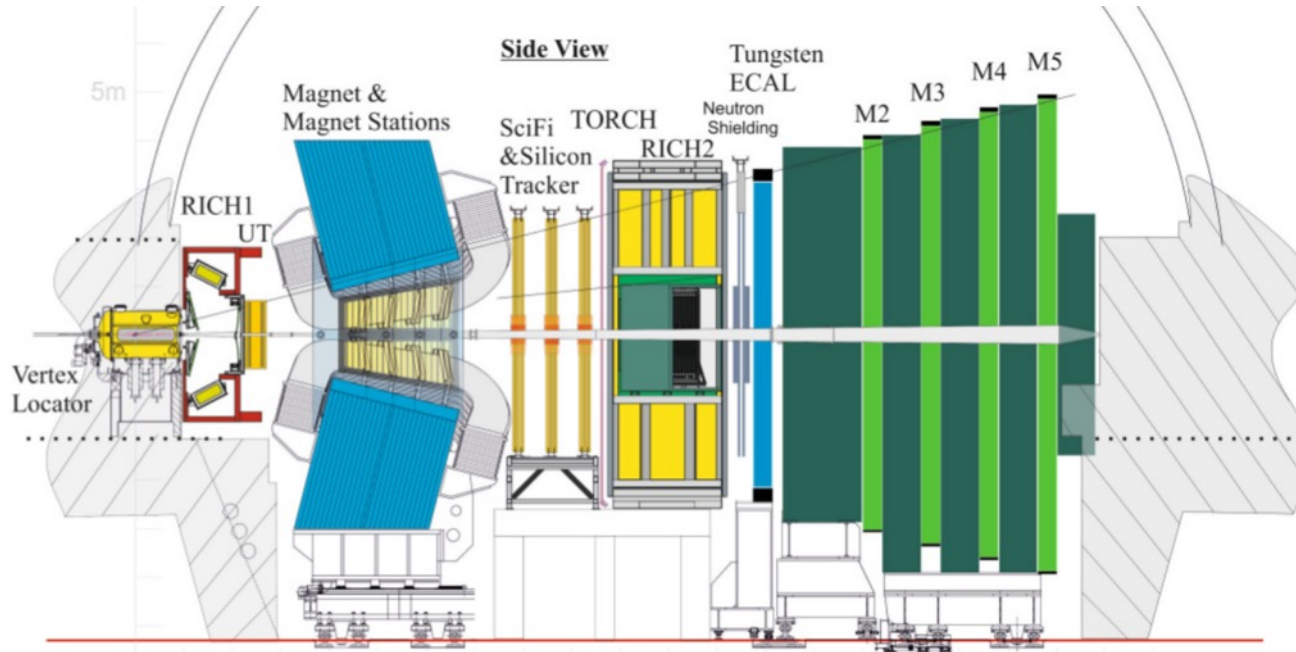 Side View
5m
Magnet &
Magnet Stations
SciFi
&Silicon
Tracker
TORCH
RICH2
Tungsten
ECAL
Neutron
Shielding
M2
M3
M4
M5
RICH1
UT
Vertex
Locator